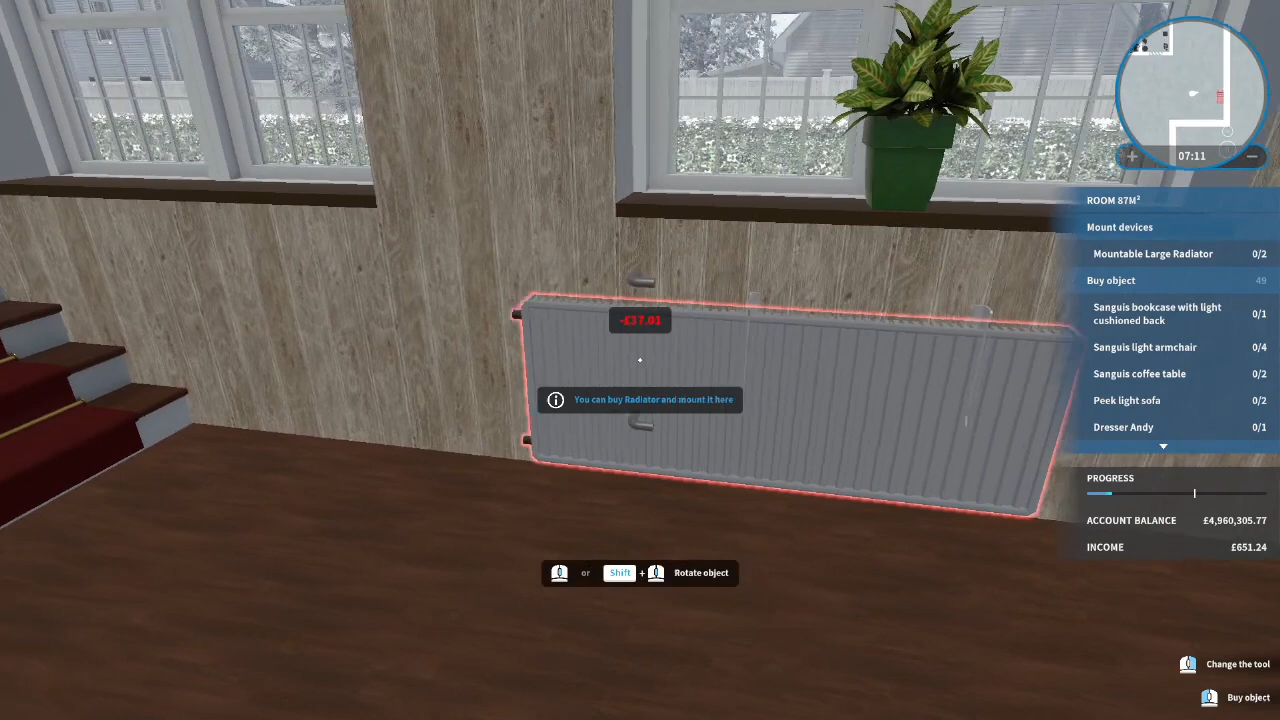 07:11
ROOM 87M²
Mount devices
Mountable Large Radiator 0/2
Buy object 49
Sanguis bookcase with light
cushioned back 0/1
Sanguis light armchair 0/4
Sanguis coffee table 0/2
Peek light sofa 0/2
Dresser Andy 0/1
PROGRESS
ACCOUNT BALANCE £4,960,305.77
INCOME £651.24
-£37.01
You can buy Radiator and mount it here
or Shift + Rotate object
Change the tool
Buy object